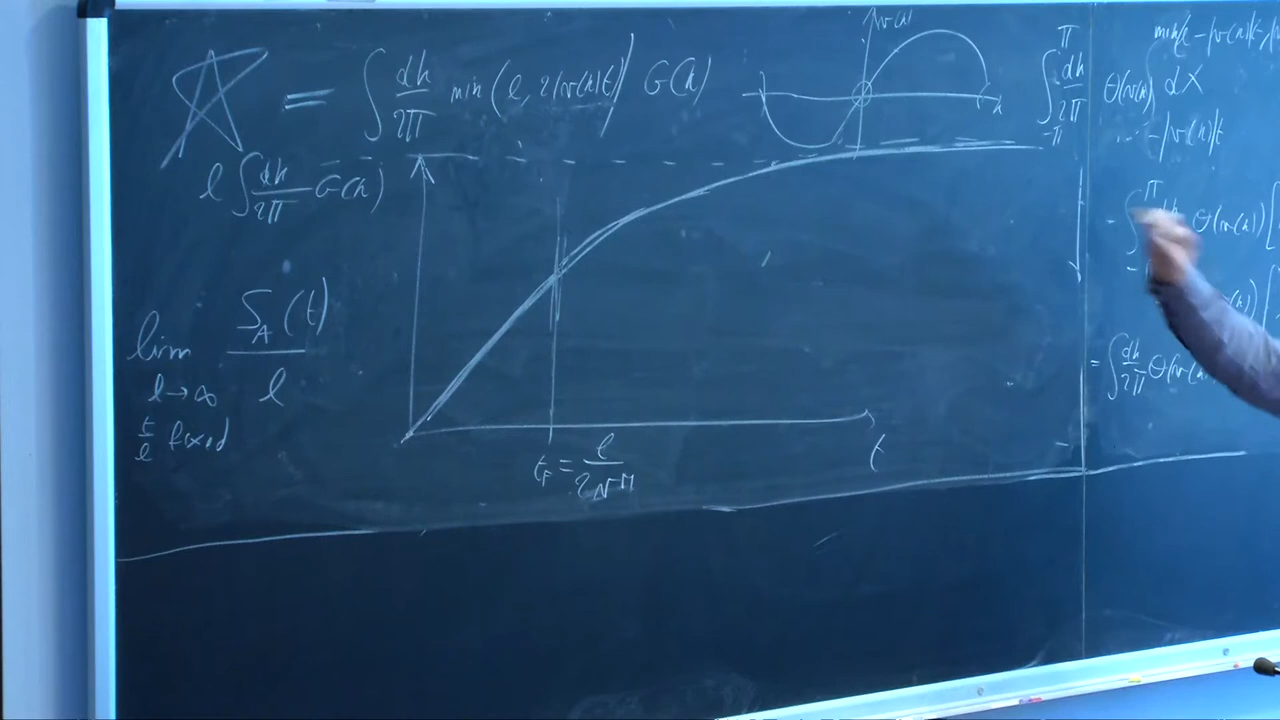 ☆ = ∫ dk/2π min (l, 2|v(k)|t) G(k)
l ∫ dk/2π G(k)
lim S_A(t) / l
l → ∞
t/l fixed
t_F = l / 2v^M
t
v(k)
k
∫_{-π}^{π} dk/2π θ(v(k)) ∫ dX
- |v(k)|t
θ(v(k)) [
= ∫ dk/2π θ(v(k)